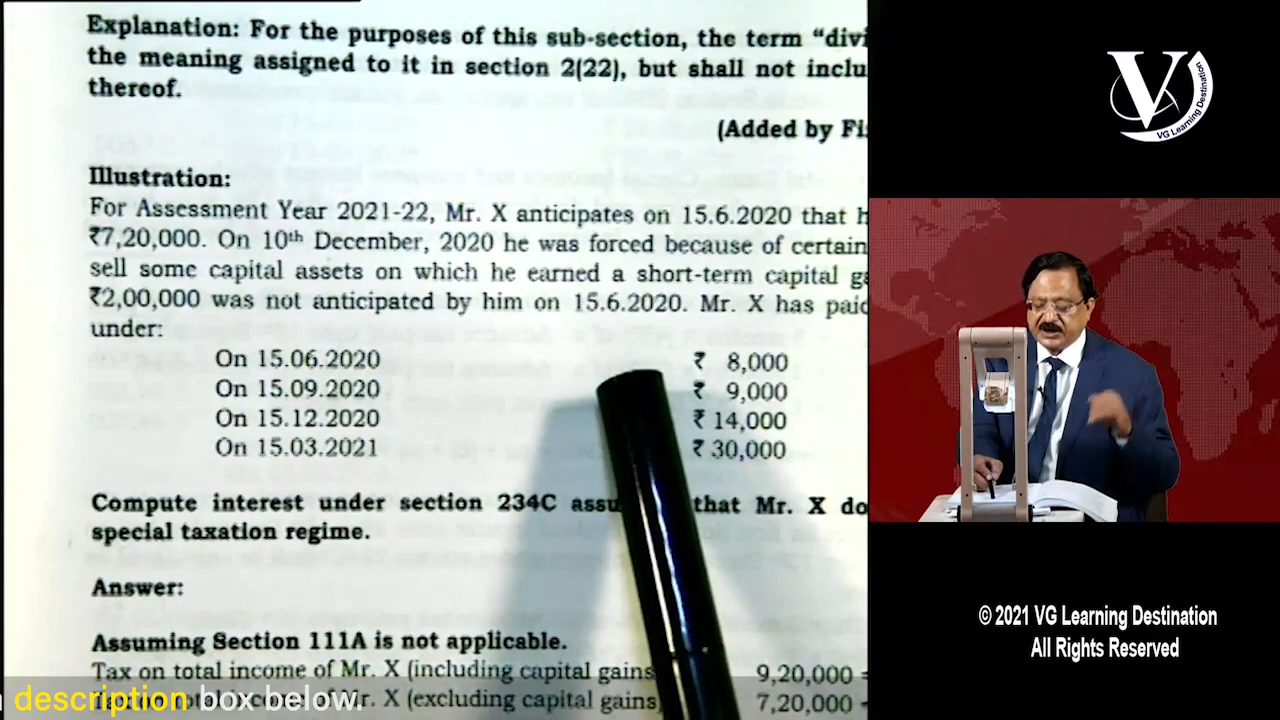 Explanation: For the purposes of this sub-section, the term “divi
the meaning assigned to it in section 2(22), but shall not inclu
thereof.
(Added by Fi
Illustration:
For Assessment Year 2021-22, Mr. X anticipates on 15.6.2020 that h
₹7,20,000. On 10th December, 2020 he was forced because of certain
sell some capital assets on which he earned a short-term capital ga
₹2,00,000 was not anticipated by him on 15.6.2020. Mr. X has paid
under:
On 15.06.2020 ₹ 8,000
On 15.09.2020 ₹ 9,000
On 15.12.2020 ₹ 14,000
On 15.03.2021 ₹ 30,000
Compute interest under section 234C assu that Mr. X do
special taxation regime.
Answer:
Assuming Section 111A is not applicable.
Tax on total income of Mr. X (including capital gains 9,20,000 =
Tax on total income of Mr. X (excluding capital gains) 7,20,000
description box below.
V
VG Learning Destination
© 2021 VG Learning Destination
All Rights Reserved